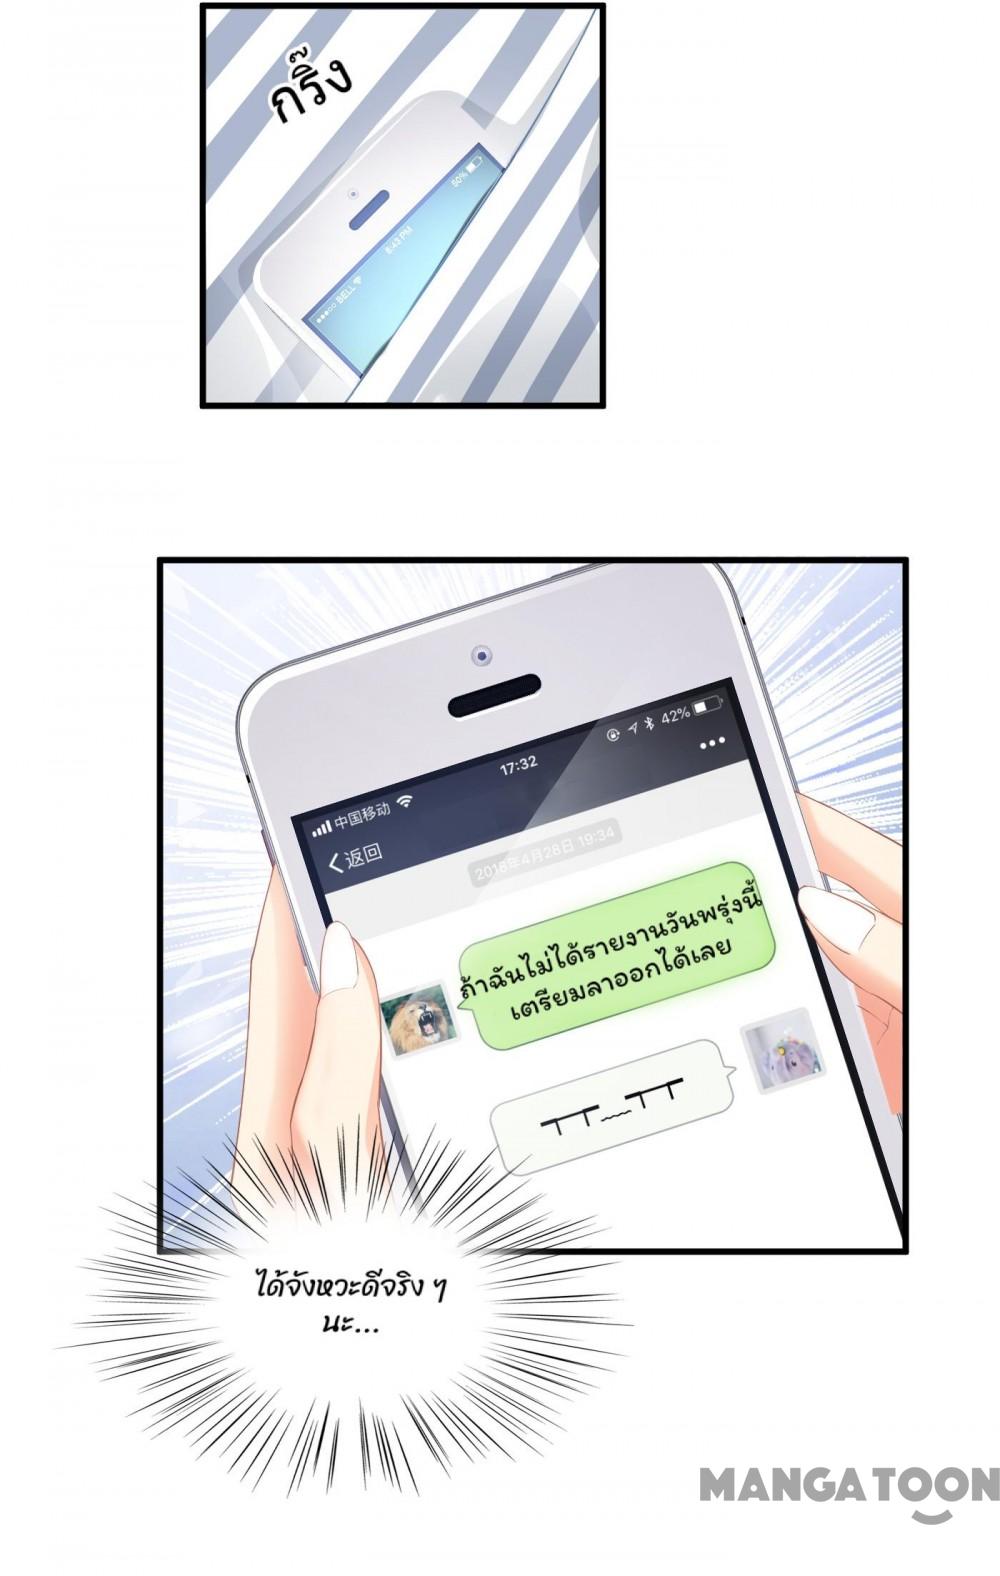 กริ๊ง
50%
8:43 PM
BELL
42%
17:32
中国移动
返回
2016年4月28日 19:34
ถ้าฉันไม่ได้รายงานวันพรุ่งนี้
เตรียมลาออกได้เลย
┬┬﹏┬┬
ได้จังหวะดีจริง ๆ
นะ...
MANGATOON